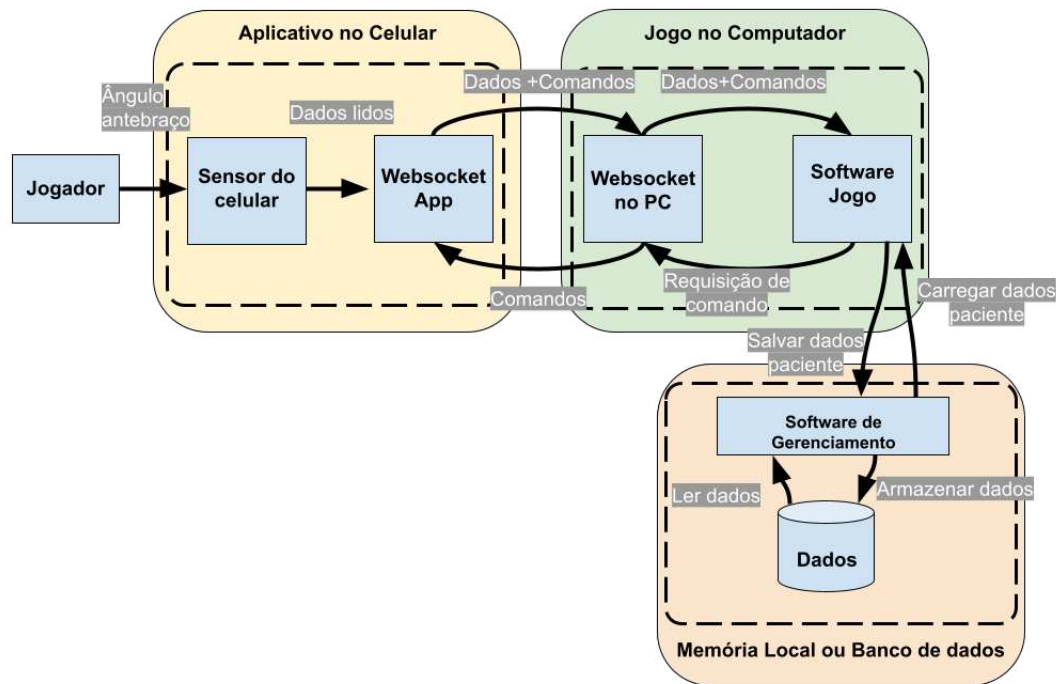 Aplicativo no Celular
Jogo no Computador
Ângulo
antebraço
Dados lidos
Dados +Comandos
Dados+Comandos
Jogador
Sensor do
celular
Websocket
App
Websocket
no PC
Software
Jogo
Comandos
Requisição de
comando
Carregar dados
paciente
Salvar dados
paciente
Software de
Gerenciamento
Ler dados
Armazenar dados
Dados
Memória Local ou Banco de dados